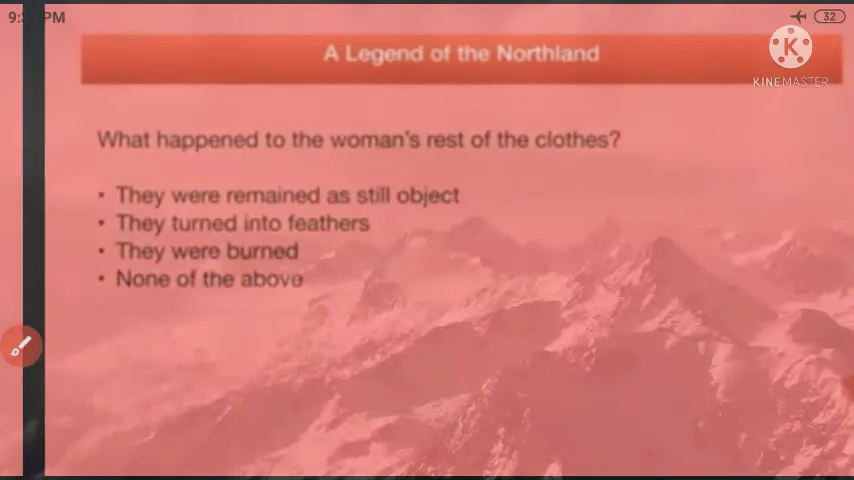 PM
32
A Legend of the Northland
KINEMASTER
What happened to the woman's rest of the clothes?
• They were remained as still object
• They turned into feathers
• They were burned
• None of the above